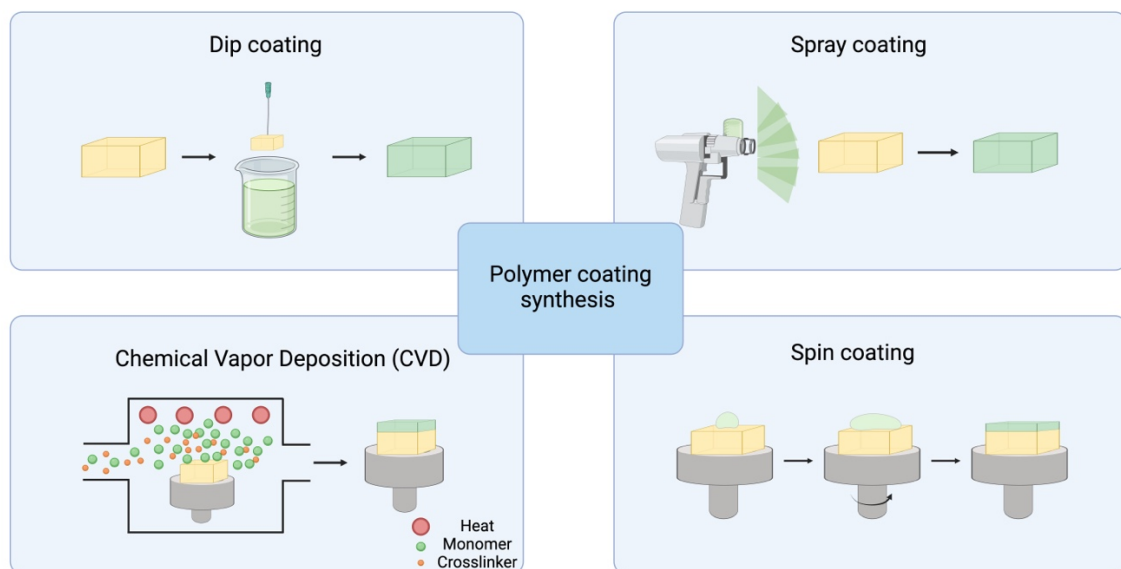 Dip coating
Spray coating
Polymer coating
synthesis
Chemical Vapor Deposition (CVD)
Heat
Monomer
Crosslinker
Spin coating